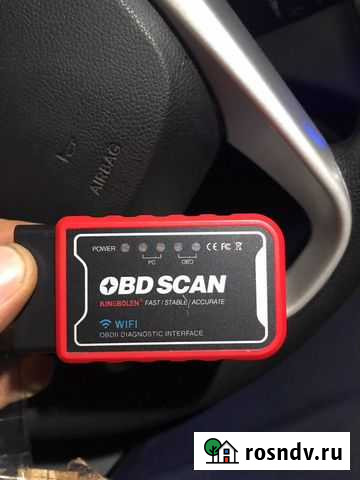 AIRBAG
POWER
PC
OBD
CE FC
OBD SCAN
KINGBOLEN FAST / STABLE / ACCURATE
WIFI
OBDII DIAGNOSTIC INTERFACE
rosndv.ru